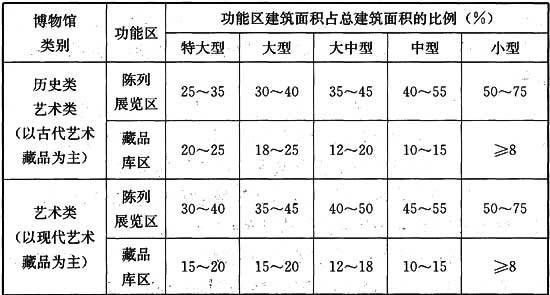 博物馆类别 功能区 功能区建筑面积占总建筑面积的比例（%）
特大型 大型 大中型 中型 小型
历史类
艺术类
（以古代艺术
藏品为主）
陈列
展览区 25～35 30～40 35～45 40～55 50～75
藏品
库区 20～25 18～25 12～20 10～15 ≥8
艺术类
（以现代艺术
藏品为主）
陈列
展览区 30～40 35～45 40～50 45～55 50～75
藏品
库区 15～20 15～20 12～18 10～15 ≥8